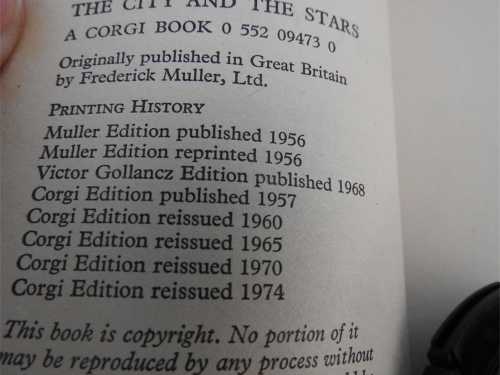 THE CITY AND THE STARS
A CORGI BOOK 0 552 09473 0
Originally published in Great Britain
by Frederick Muller, Ltd.
PRINTING HISTORY
Muller Edition published 1956
Muller Edition reprinted 1956
Victor Gollancz Edition published 1968
Corgi Edition published 1957
Corgi Edition reissued 1960
Corgi Edition reissued 1965
Corgi Edition reissued 1970
Corgi Edition reissued 1974
This book is copyright. No portion of it
may be reproduced by any process without